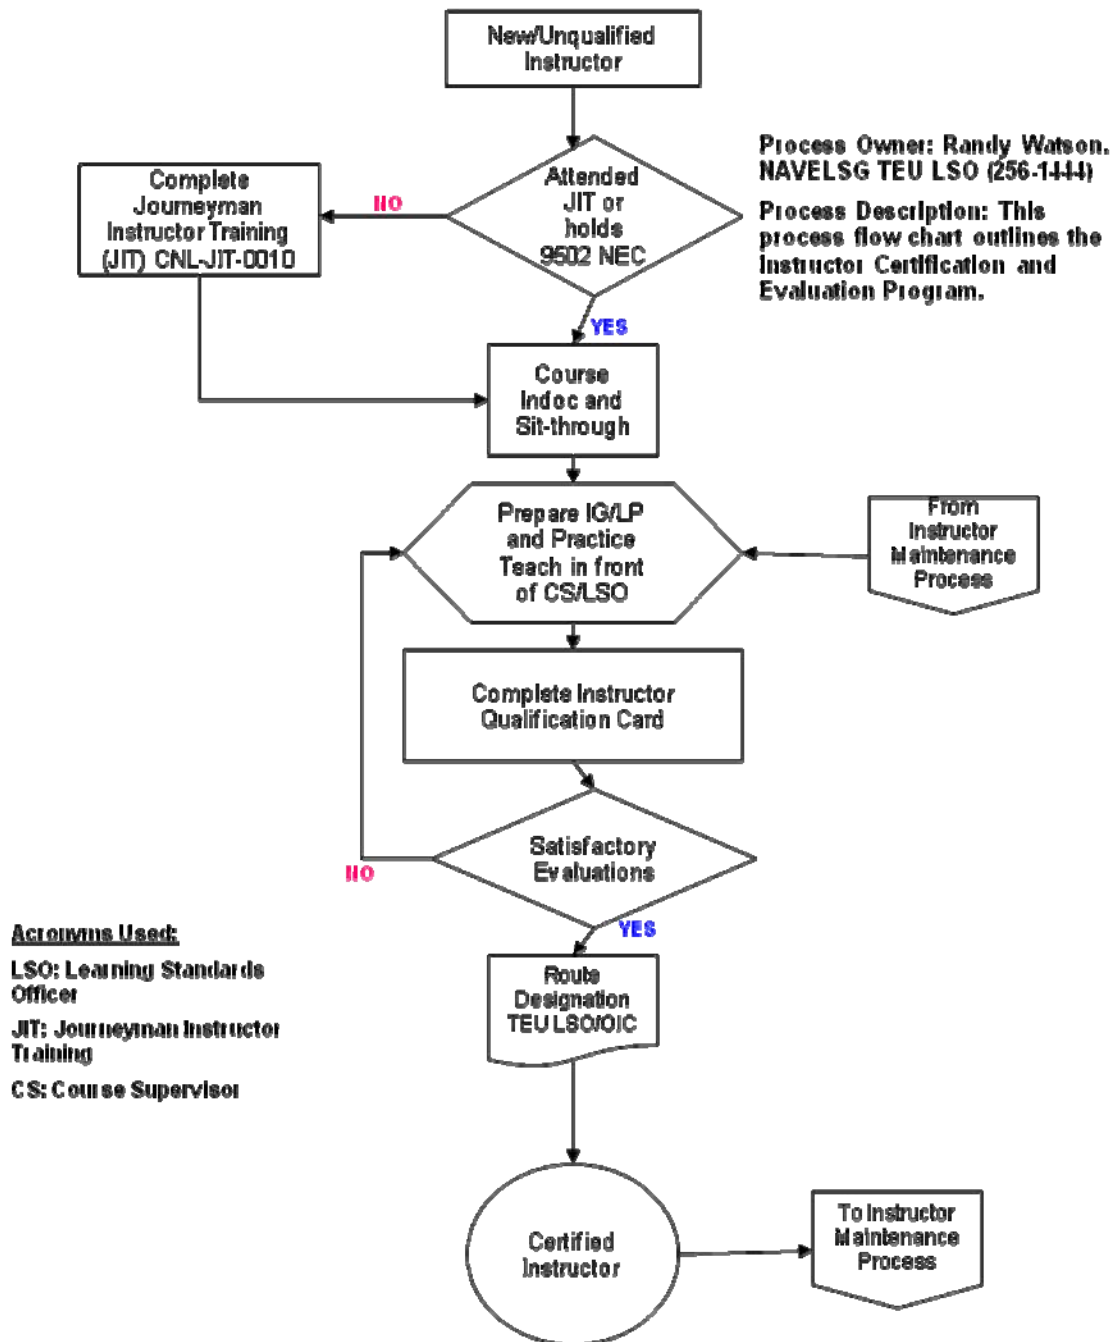 New/Unqualified
Instructor
Process Owner: Randy Watson.
NAVELSG TEU LSO (256-1444)
Process Description: This
process flow chart outlines the
Instructor Certification and
Evaluation Program.
Attended
JIT or
holds
9502 NEC
NO
Complete
Journeyman
Instructor Training
(JIT) CNL-JIT-0010
YES
Course
Indoc and
Sit-through
Prepare IG/LP
and Practice
Teach in front
of CS/LSO
From
Instructor
Maintenance
Process
Complete Instructor
Qualification Card
Satisfactory
Evaluations
NO
YES
Acronyms Used:
LSO: Learning Standards
Officer
JIT: Journeyman Instructor
Training
CS: Course Supervisor
Route
Designation
TEU LSO/OIC
Certified
Instructor
To Instructor
Maintenance
Process